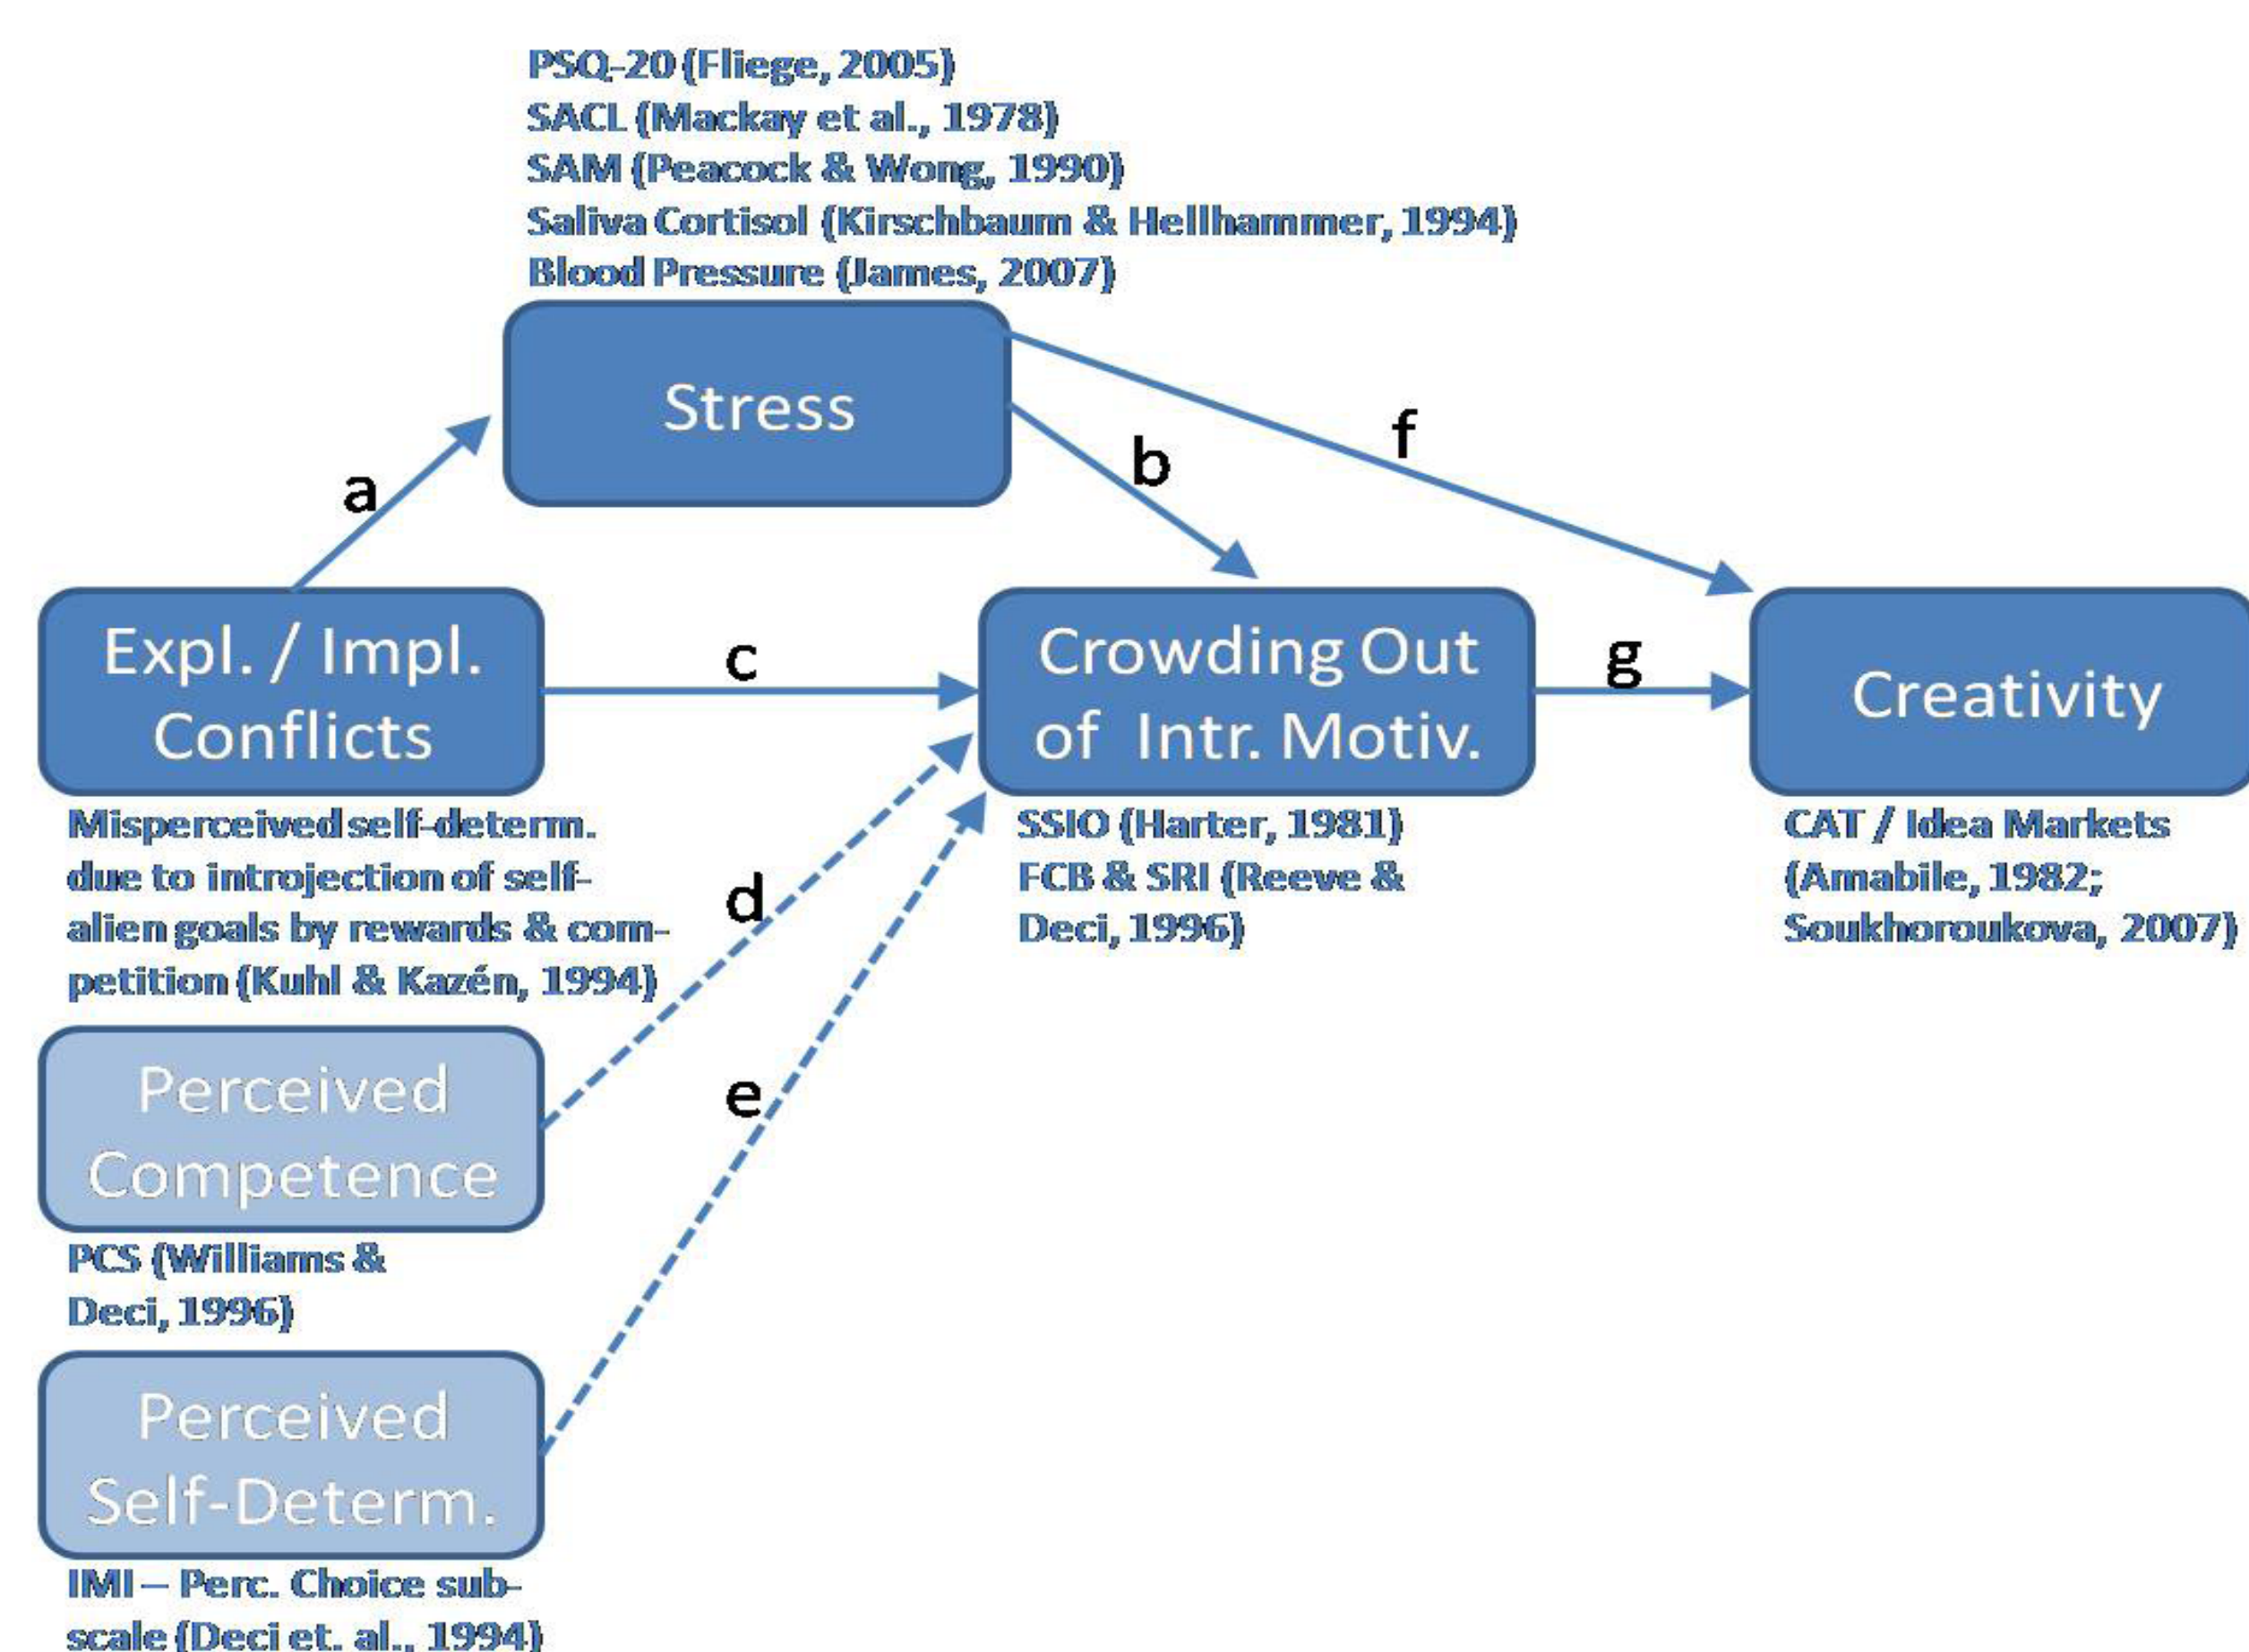 PSQ-20 (Fliege, 2005)
SACL (Mackay et al., 1978)
SAM (Peacock & Wong, 1990)
Saliva Cortisol (Kirschbaum & Hellhammer, 1994)
Blood Pressure (James, 2007)
Stress
f
b
a
Expl. / Impl.
Conflicts
c
Crowding Out
of Intr. Motiv.
g
Creativity
Misperceived self-determ.
due to introjection of self-
alien goals by rewards & com-
petition (Kuhl & Kazén, 1994)
SSIO (Harter, 1981)
FCB & SRI (Reeve &
Deci, 1996)
CAT / Idea Markets
(Amabile, 1982;
Soukhoroukova, 2007)
d
Perceived
Competence
e
PCS (Williams &
Deci, 1996)
Perceived
Self-Determ.
IMI – Perc. Choice sub-
scale (Deci et. al., 1994)